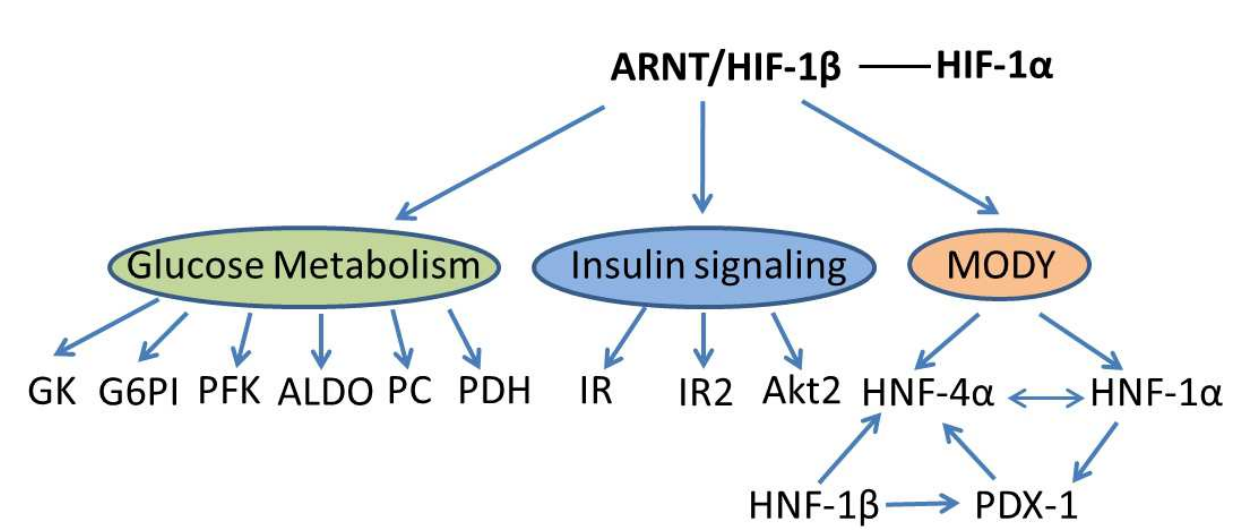 ARNT/HIF-1β HIF-1α
Glucose Metabolism Insulin signaling MODY
GK G6PI PFK ALDO PC PDH IR IR2 Akt2 HNF-4α HNF-1α
HNF-1β PDX-1